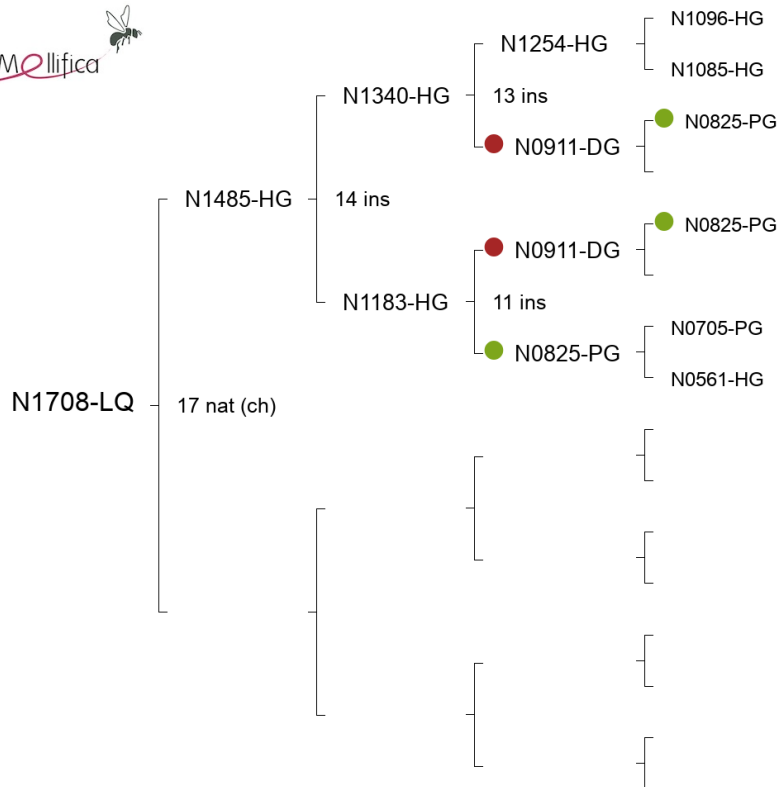 Mellifica
N1096-HG
N1254-HG
N1085-HG
N1340-HG
13 ins
N0825-PG
N0911-DG
N1485-HG
14 ins
N0825-PG
N0911-DG
N1183-HG
11 ins
N0705-PG
N0825-PG
N0561-HG
N1708-LQ
17 nat (ch)